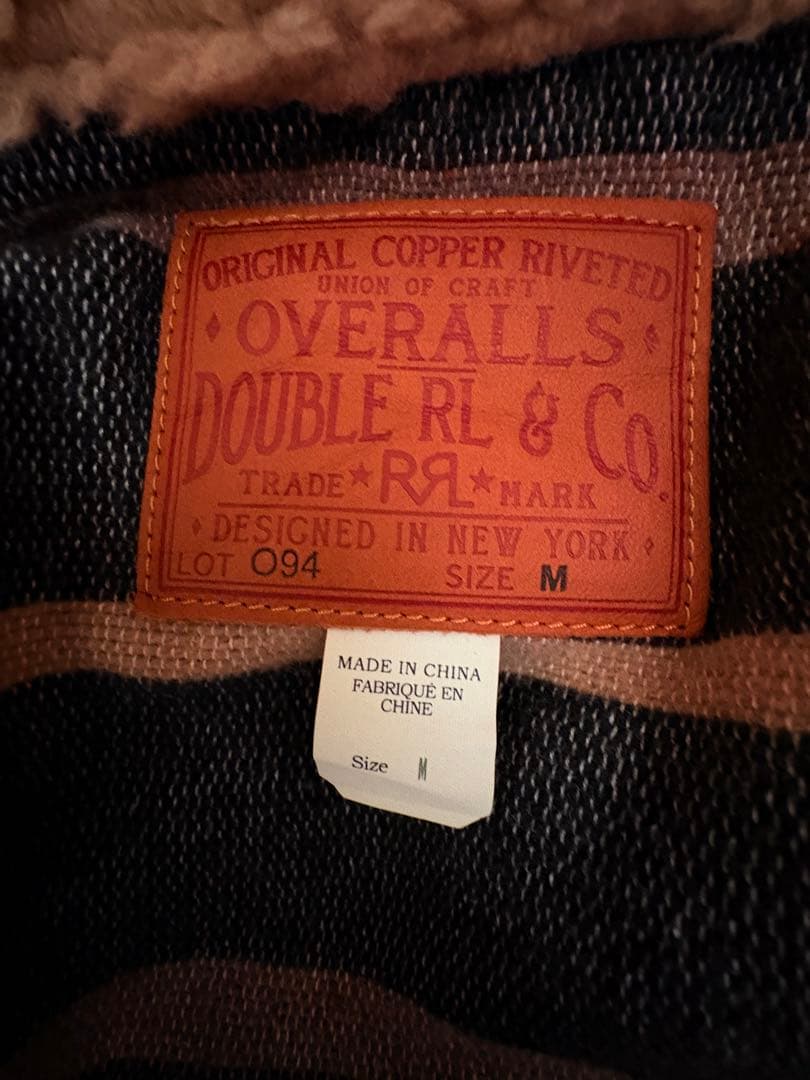 ORIGINAL COPPER RIVETED
UNION OF CRAFT
OVERALLS
DOUBLE RL & Co.
TRADE ★ RRL ★ MARK
DESIGNED IN NEW YORK
LOT 094 SIZE M
MADE IN CHINA
FABRIQUÉ EN
CHINE
Size M